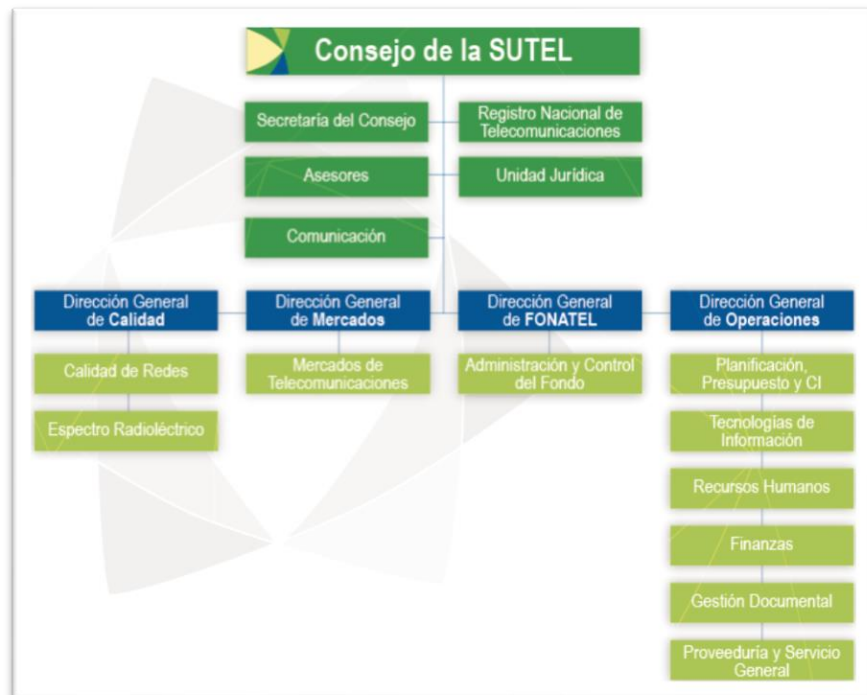 Consejo de la SUTEL
Secretaría del Consejo
Registro Nacional de
Telecomunicaciones
Asesores
Unidad Jurídica
Comunicación
Dirección General
de Calidad
Dirección General
de Mercados
Dirección General
de FONATEL
Dirección General
de Operaciones
Calidad de Redes
Mercados de
Telecomunicaciones
Administración y Control
del Fondo
Planificación,
Presupuesto y CI
Espectro Radioléctrico
Tecnologías de
Información
Recursos Humanos
Finanzas
Gestión Documental
Proveeduría y Servicio
General